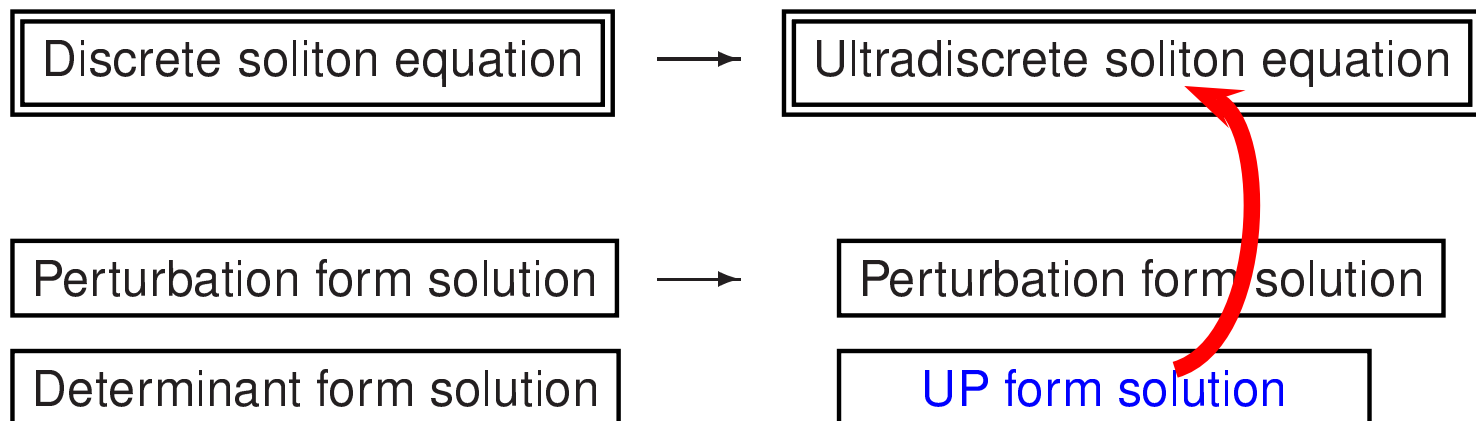 Discrete soliton equation
Ultradiscrete soliton equation
Perturbation form solution
Perturbation form solution
Determinant form solution
UP form solution